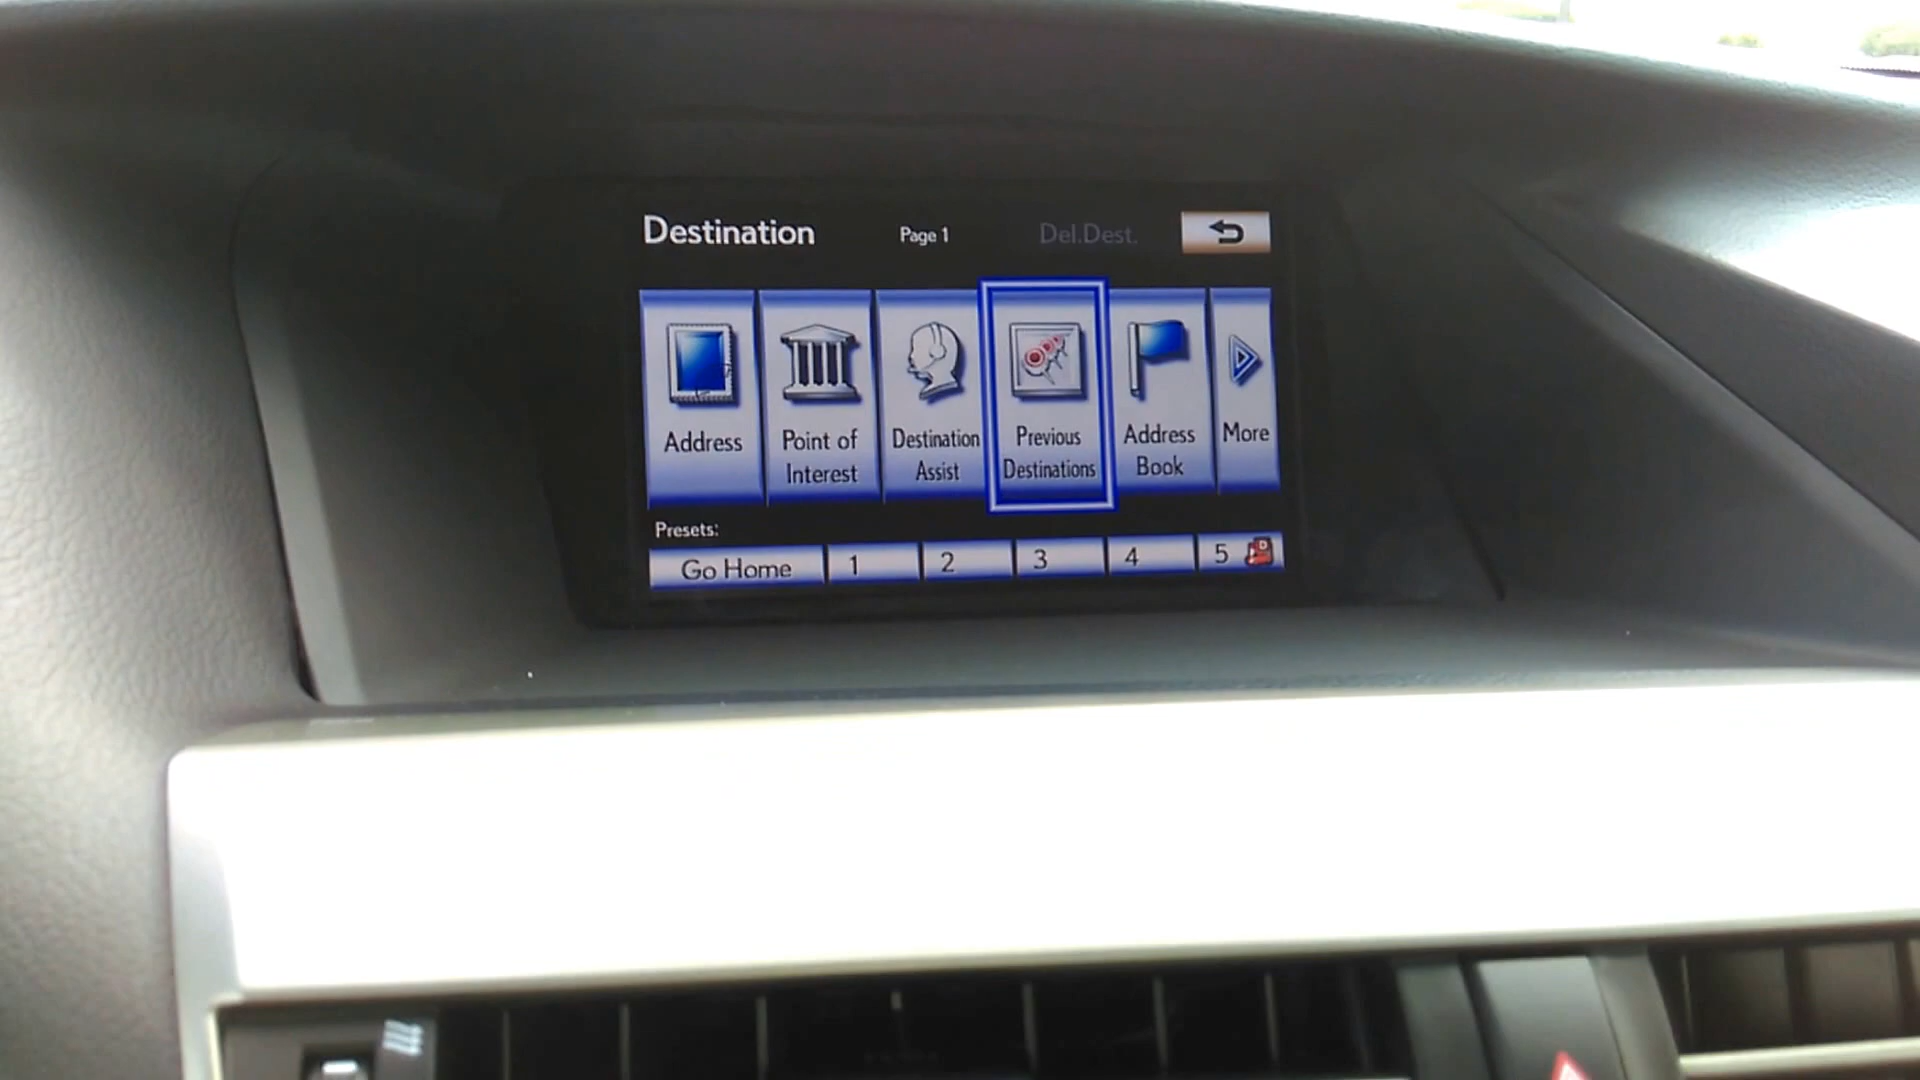 Destination
Page 1
Del.Dest.
Address
Point of
Interest
Destination
Assist
Previous
Destinations
Address
Book
More
Presets:
Go Home
1
2
3
4
5